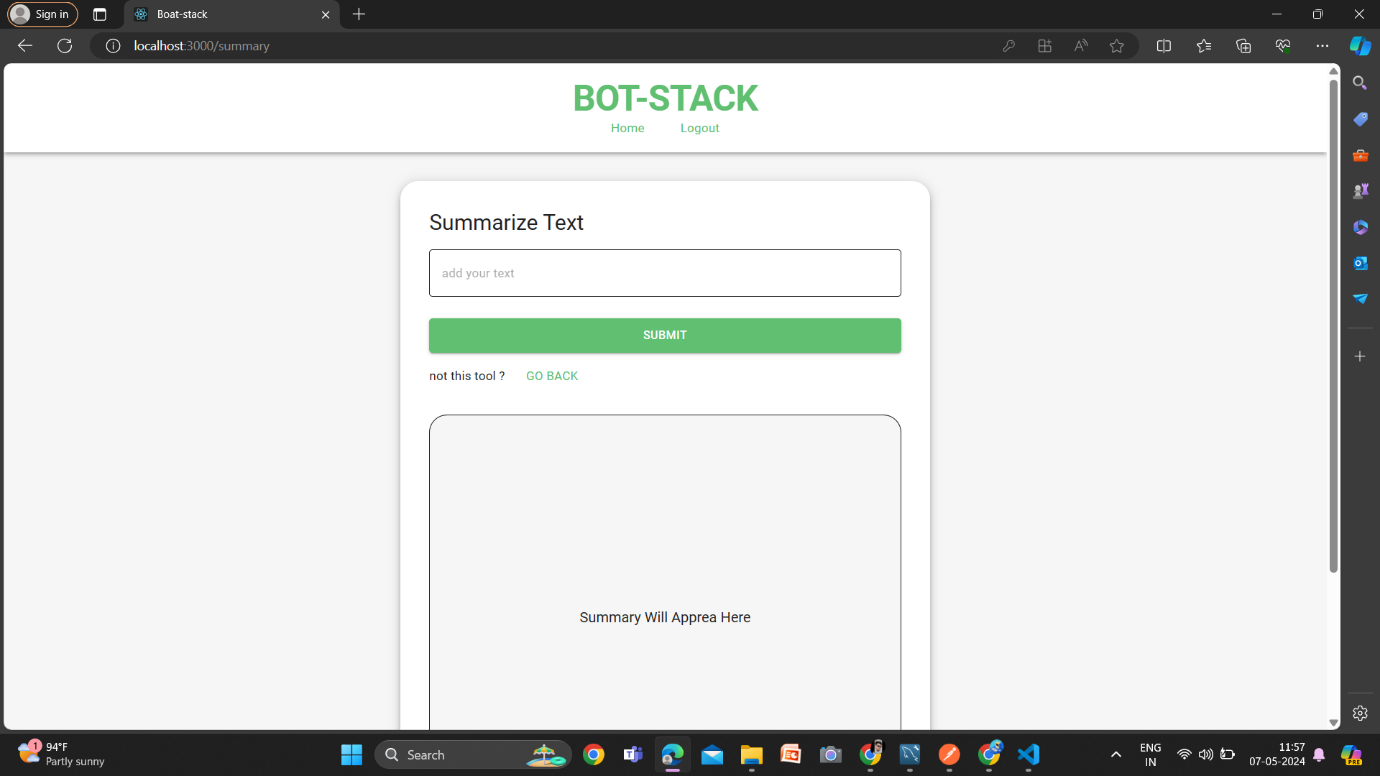 Sign in
Boat-stack
localhost:3000/summary
BOT-STACK
Home Logout
Summarize Text
add your text
SUBMIT
not this tool ? GO BACK
Summary Will Apprea Here
1
94°F
Partly sunny
Search
ENG
IN
11:57
07-05-2024
PRE